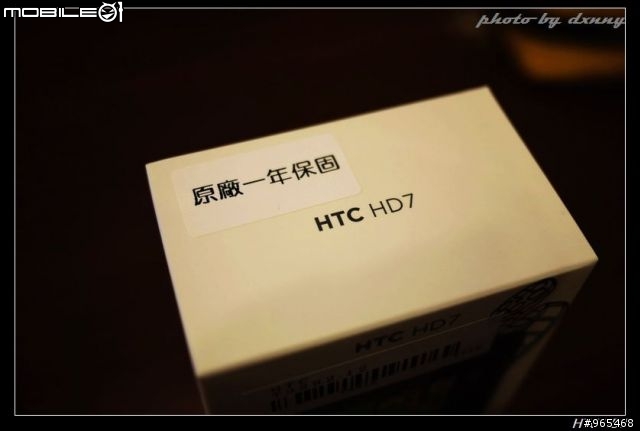 MOBILE01
photo by dxnny
原廠一年保固
HTC HD7
HTC HD7
H#,965468